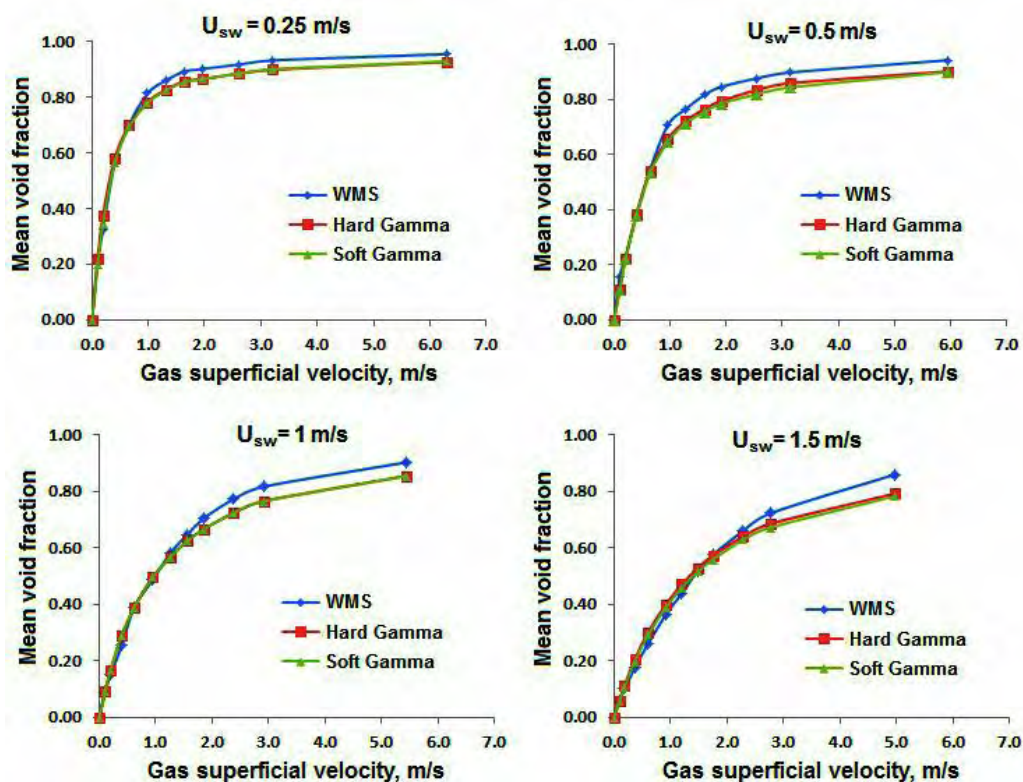 U_sw = 0.25 m/s
Mean void fraction
1.00
0.80
0.60
0.40
0.20
0.00
WMS
Hard Gamma
Soft Gamma
0.0 1.0 2.0 3.0 4.0 5.0 6.0 7.0
Gas superficial velocity, m/s
U_sw = 0.5 m/s
Mean void fraction
1.00
0.80
0.60
0.40
0.20
0.00
WMS
Hard Gamma
Soft Gamma
0.0 1.0 2.0 3.0 4.0 5.0 6.0 7.0
Gas superficial velocity, m/s
U_sw = 1 m/s
Mean void fraction
1.00
0.80
0.60
0.40
0.20
0.00
WMS
Hard Gamma
Soft Gamma
0.0 1.0 2.0 3.0 4.0 5.0 6.0 7.0
Gas superficial velocity, m/s
U_sw = 1.5 m/s
Mean void fraction
1.00
0.80
0.60
0.40
0.20
0.00
WMS
Hard Gamma
Soft Gamma
0.0 1.0 2.0 3.0 4.0 5.0 6.0 7.0
Gas superficial velocity, m/s